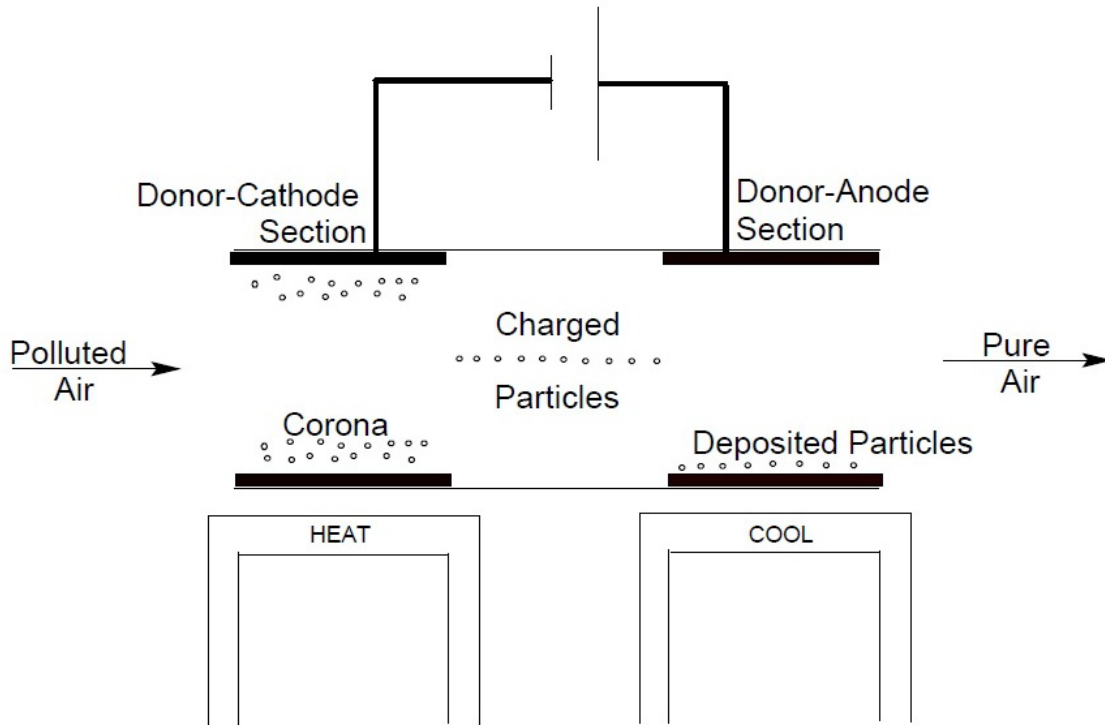 Donor-Cathode
Section
Donor-Anode
Section
Polluted
Air
Charged
Particles
Pure
Air
Corona
Deposited Particles
HEAT
COOL